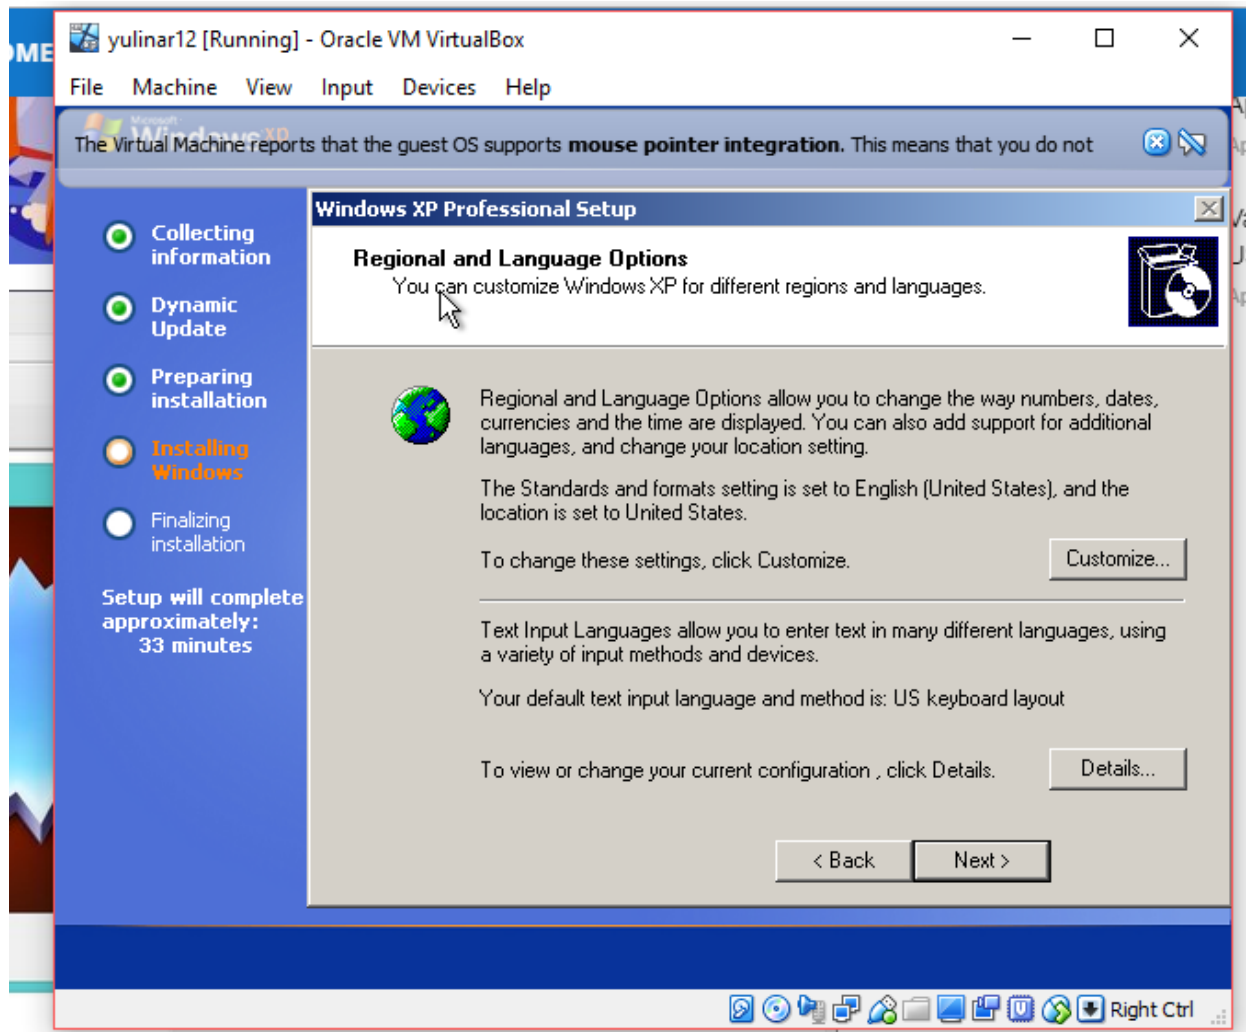 OME
yulinar12 [Running] - Oracle VM VirtualBox
File Machine View Input Devices Help
Microsoft
Windows xp
The Virtual Machine reports that the guest OS supports mouse pointer integration. This means that you do not
Collecting
information
Dynamic
Update
Preparing
installation
Installing
Windows
Finalizing
installation
Setup will complete
approximately:
33 minutes
Windows XP Professional Setup
Regional and Language Options
You can customize Windows XP for different regions and languages.
Regional and Language Options allow you to change the way numbers, dates,
currencies and the time are displayed. You can also add support for additional
languages, and change your location setting.
The Standards and formats setting is set to English (United States), and the
location is set to United States.
To change these settings, click Customize.
Customize...
Text Input Languages allow you to enter text in many different languages, using
a variety of input methods and devices.
Your default text input language and method is: US keyboard layout
To view or change your current configuration , click Details.
Details...
< Back
Next >
Right Ctrl